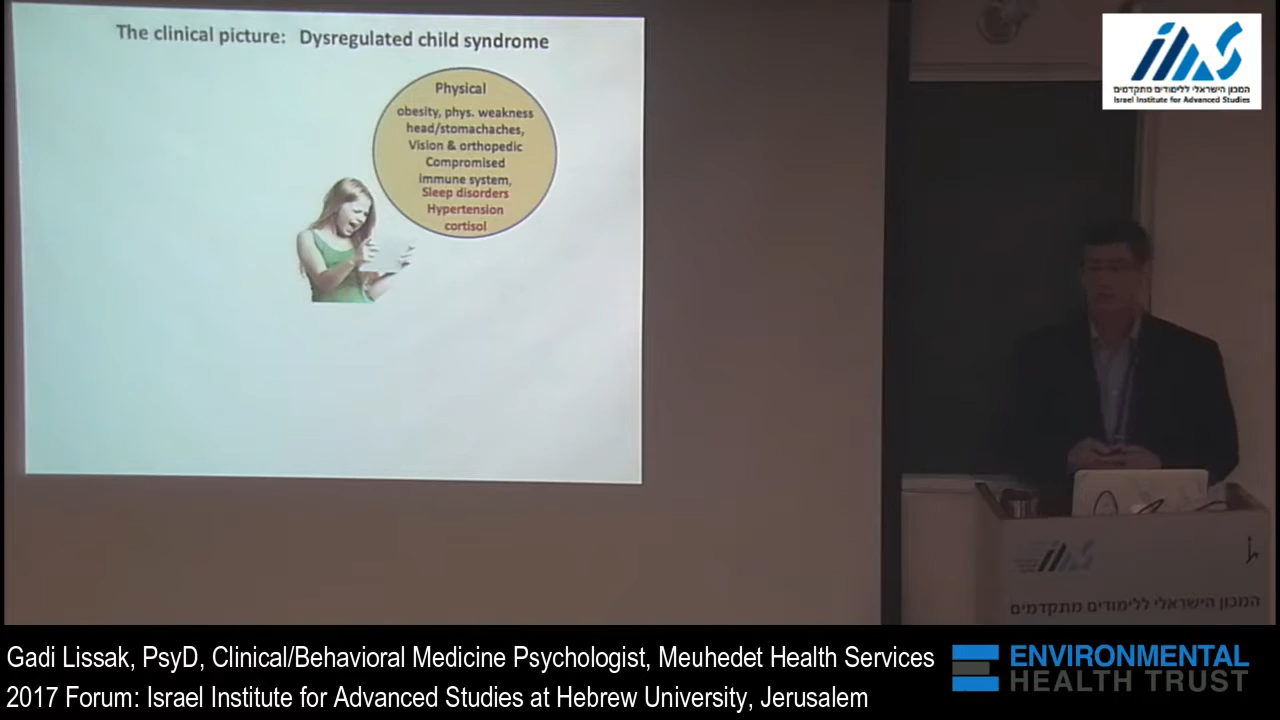 The clinical picture: Dysregulated child syndrome
Physical
obesity, phys. weakness
head/stomachaches,
Vision & orthopedic
Compromised
immune system,
Sleep disorders
Hypertension
cortisol
המכון הישראלי ללימודים מתקדמים
Israel Institute for Advanced Studies
המכון הישראלי ללימודים מתקדמים
Gadi Lissak, PsyD, Clinical/Behavioral Medicine Psychologist, Meuhedet Health Services
2017 Forum: Israel Institute for Advanced Studies at Hebrew University, Jerusalem
ENVIRONMENTAL
HEALTH TRUST